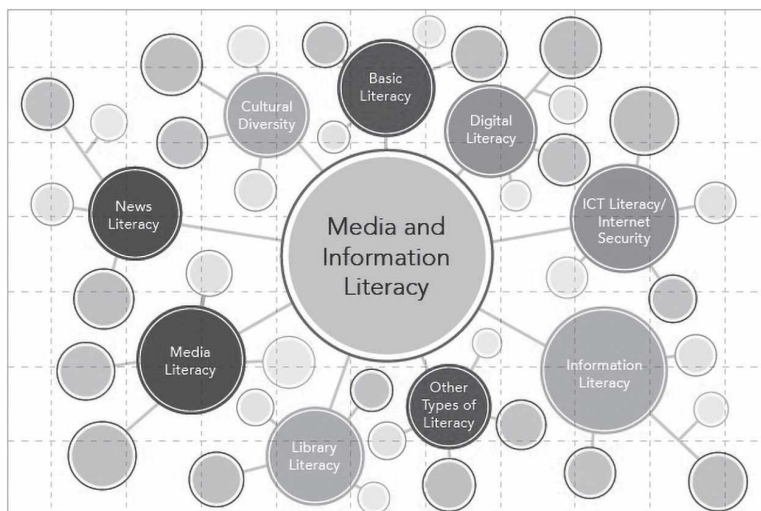 Basic
Literacy
Cultural
Diversity
Digital
Literacy
News
Literacy
ICT Literacy/
Internet
Security
Media and
Information
Literacy
Media
Literacy
Information
Literacy
Other
Types of
Literacy
Library
Literacy